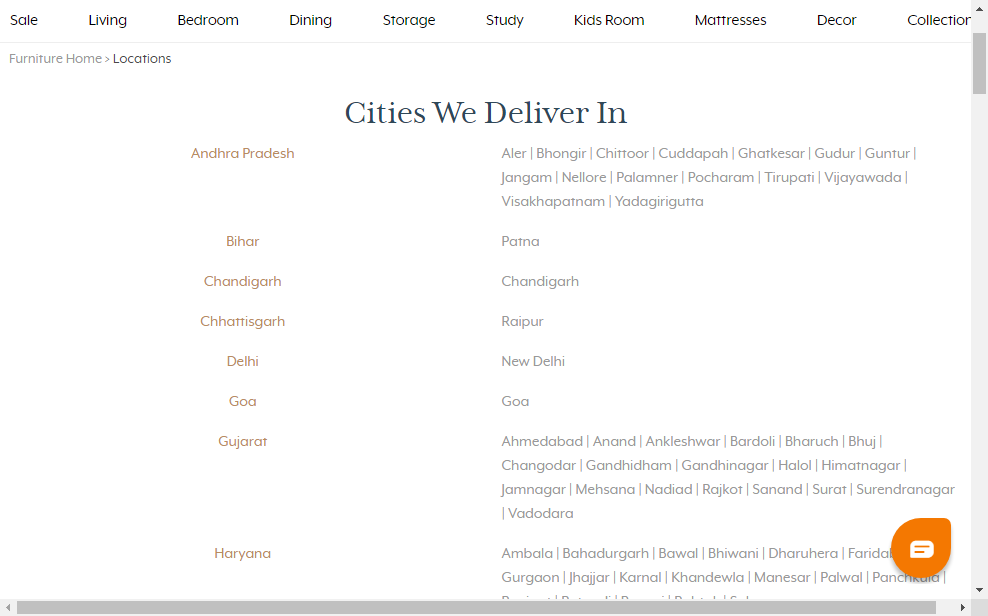 Sale Living Bedroom Dining Storage Study Kids Room Mattresses Decor Collection
Furniture Home > Locations
Cities We Deliver In
Andhra Pradesh Aler | Bhongir | Chittoor | Cuddapah | Ghatkesar | Gudur | Guntur |
Jangam | Nellore | Palamner | Pocharam | Tirupati | Vijayawada |
Visakhapatnam | Yadagirigutta
Bihar Patna
Chandigarh Chandigarh
Chhattisgarh Raipur
Delhi New Delhi
Goa Goa
Gujarat Ahmedabad | Anand | Ankleshwar | Bardoli | Bharuch | Bhuj |
Changodar | Gandhidham | Gandhinagar | Halol | Himatnagar |
Jamnagar | Mehsana | Nadiad | Rajkot | Sanand | Surat | Surendranagar
| Vadodara
Haryana Ambala | Bahadurgarh | Bawal | Bhiwani | Dharuhera |
Gurgaon | Jhajjar | Karnal | Khandewla | Manesar | Palwal | Panchkula |